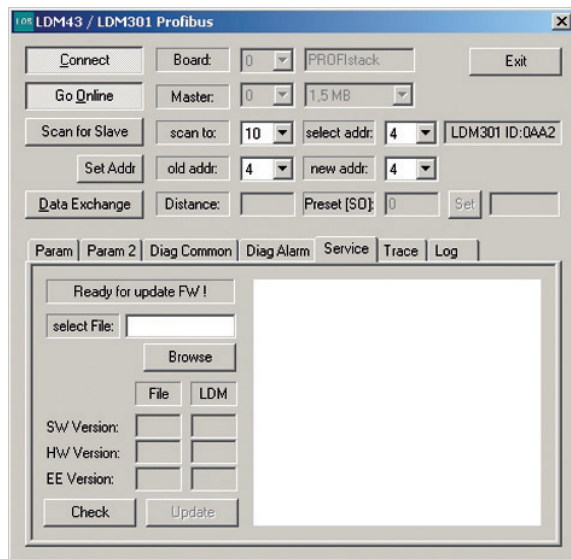 LOS LDM43 / LDM301 Profibus
Connect Board: 0 PROFIstack Exit
Go Online Master: 0 1,5 MB
Scan for Slave scan to: 10 select addr: 4 LDM301 ID:0AA2
Set Addr old addr: 4 new addr: 4
Data Exchange Distance: Preset [SO]: 0 Set
Param Param 2 Diag Common Diag Alarm Service Trace Log
Ready for update FW !
select File:
Browse
File LDM
SW Version:
HW Version:
EE Version:
Check Update